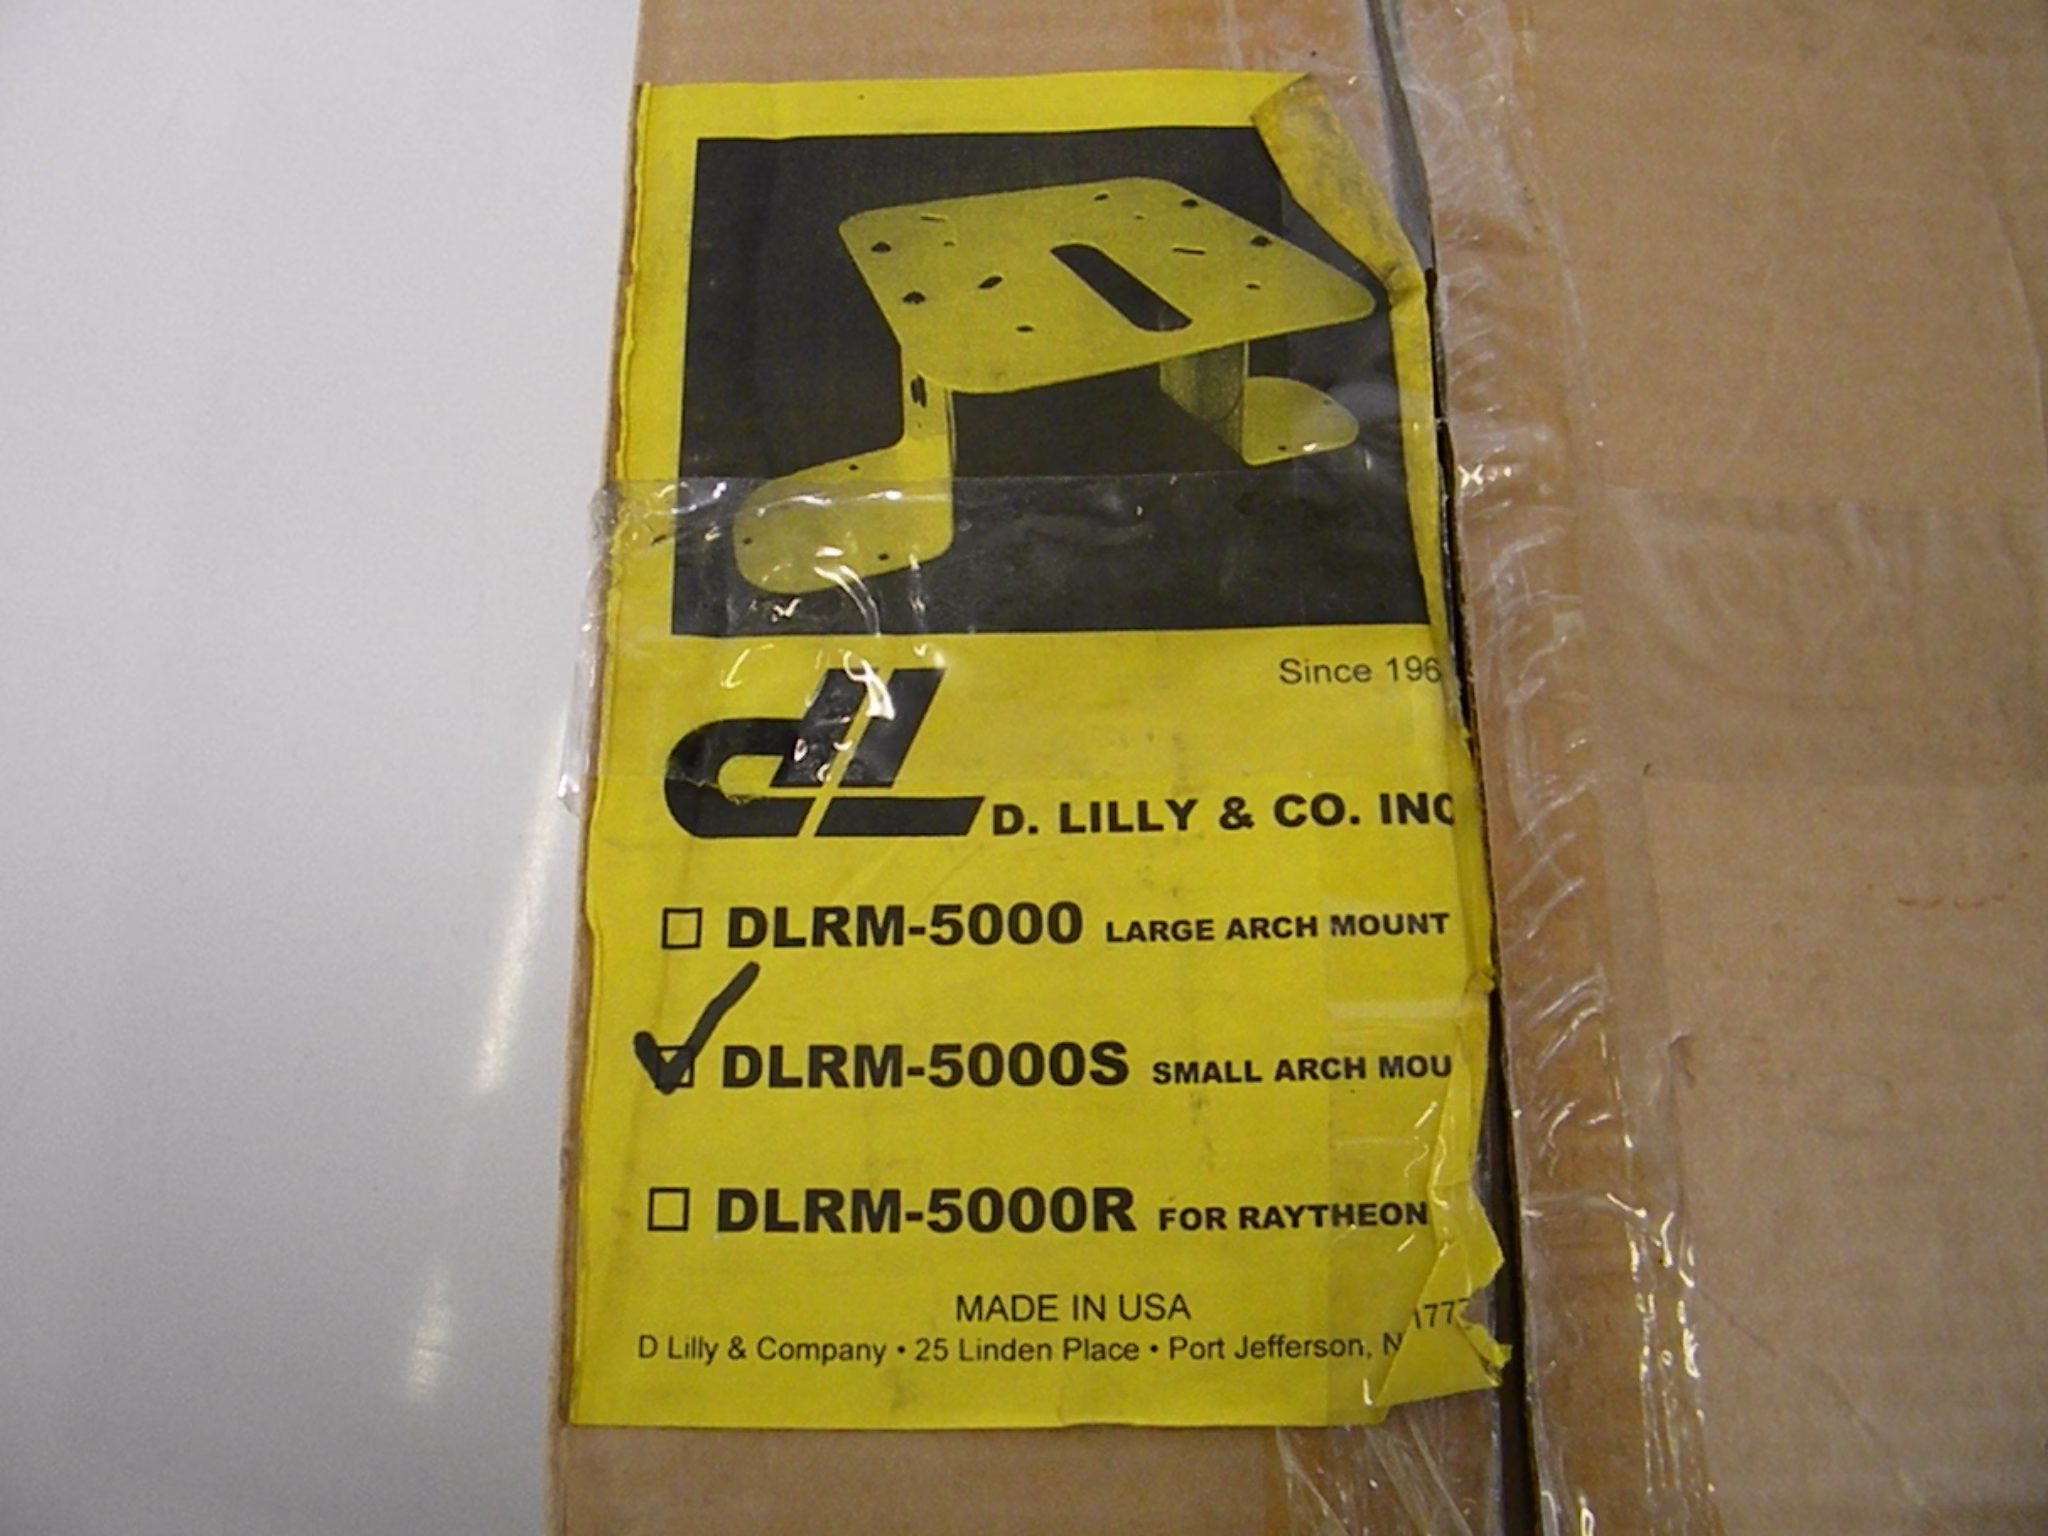 Since 196
dL
D. LILLY & CO. INC
DLRM-5000 LARGE ARCH MOUNT
DLRM-5000S SMALL ARCH MOU
DLRM-5000R FOR RAYTHEON
MADE IN USA
D Lilly & Company • 25 Linden Place • Port Jefferson, N 1177